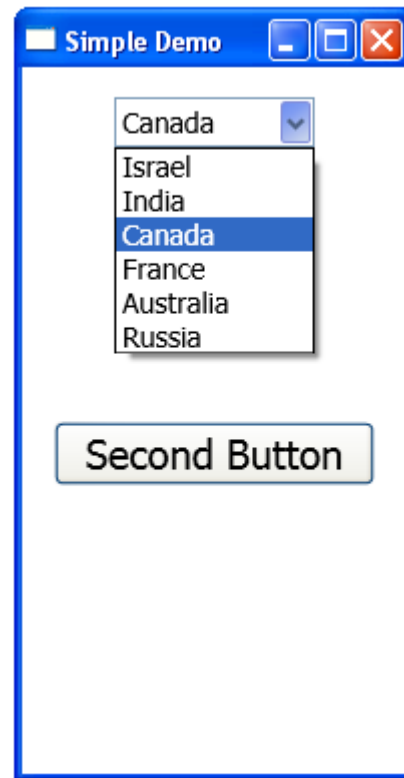 Simple Demo
Canada
Israel
India
Canada
France
Australia
Russia
Second Button